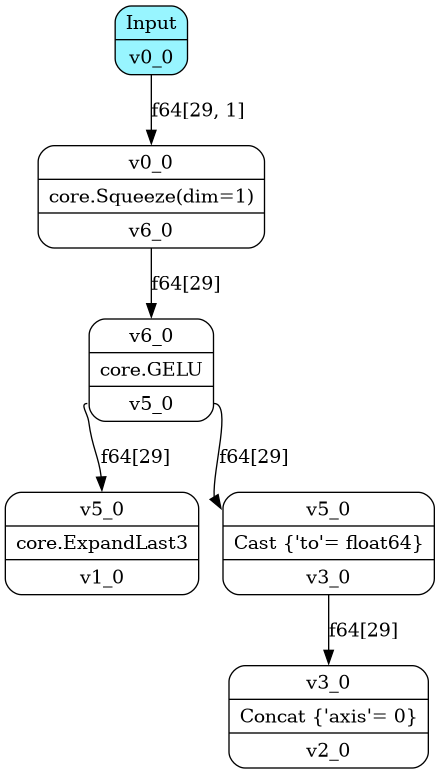 Input
v0_0
f64[29, 1]
v0_0
core.Squeeze(dim=1)
v6_0
f64[29]
v6_0
core.GELU
v5_0
f64[29]
f64[29]
v5_0
core.ExpandLast3
v1_0
v5_0
Cast {'to'= float64}
v3_0
f64[29]
v3_0
Concat {'axis'= 0}
v2_0